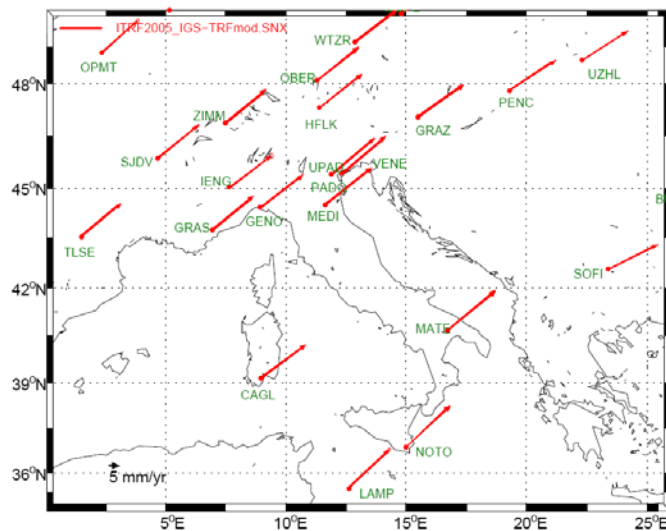 ITRF2005_IGS-TRFmod.SNX
WTZR
OPMT
UZHL
OBER
48°N
PENC
ZIMM
HFLK
GRAZ
SJDV
UPAD
VENE
IENG
PADO
45°N
B
GRAS
GENO
MEDI
TLSE
SOFI
42°N
MATE
39°N
CAGL
NOTO
36°N
5 mm/yr
LAMP
5°E 10°E 15°E 20°E 25°E